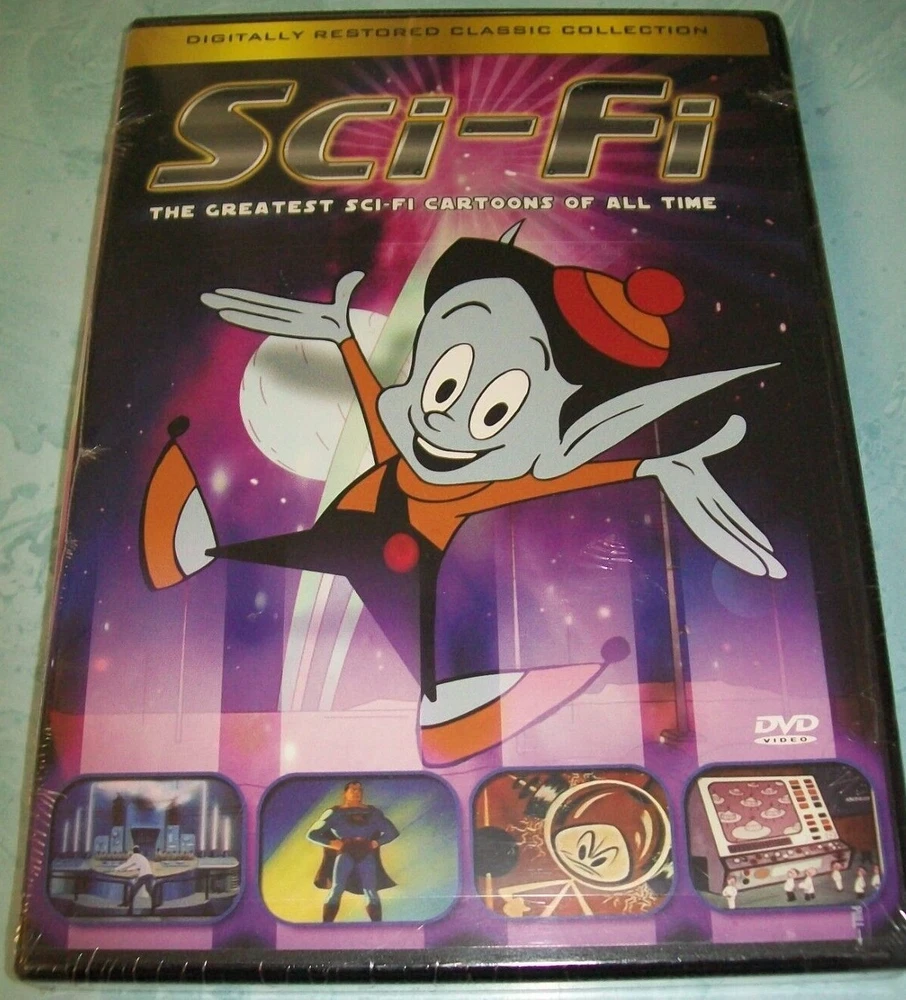 DIGITALLY RESTORED CLASSIC COLLECTION
Sci-Fi
THE GREATEST SCI-FI CARTOONS OF ALL TIME
DVD
VIDEO